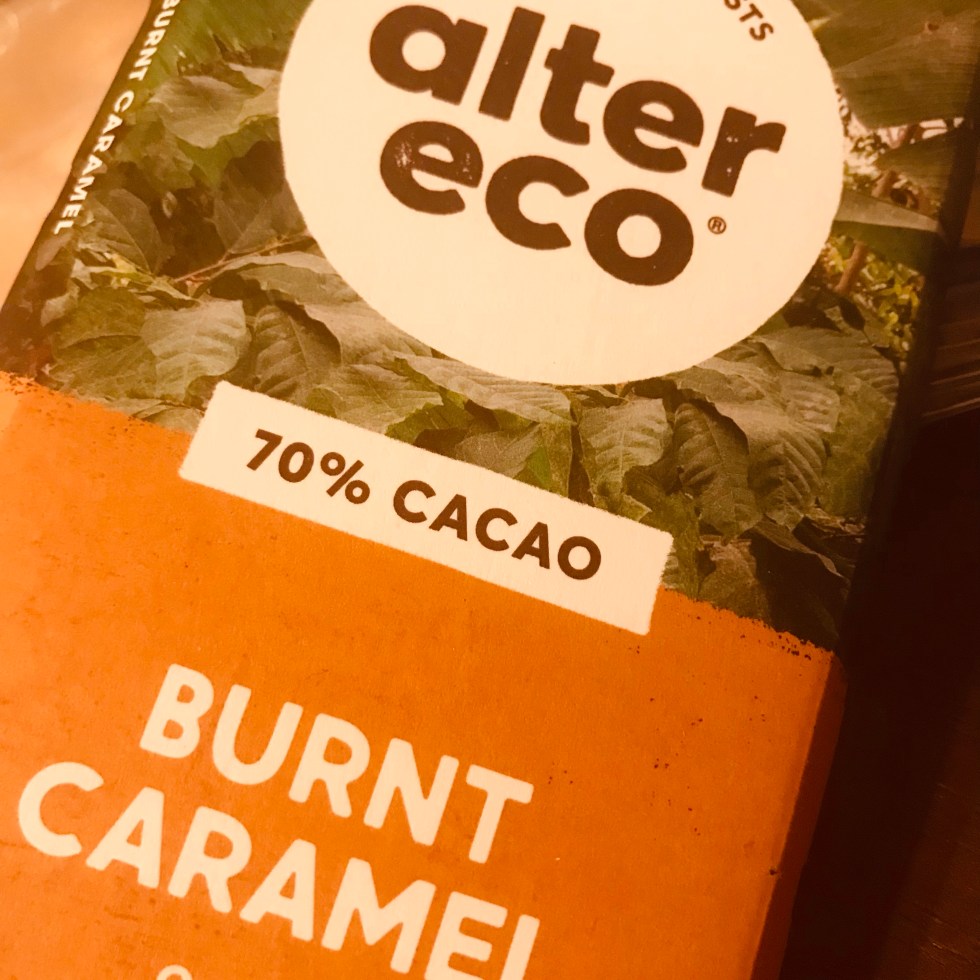 alter
eco®
70% CACAO
BURNT
CARAMEL
BURNT CARAMEL